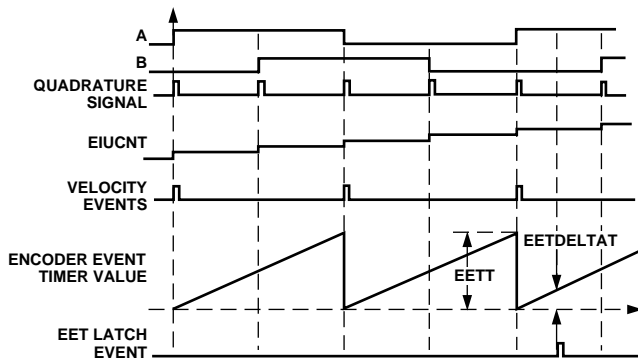 A
B
QUADRATURE
SIGNAL
EIUCNT
VELOCITY
EVENTS
ENCODER EVENT
TIMER VALUE
EETT
EETDELTAT
EET LATCH
EVENT